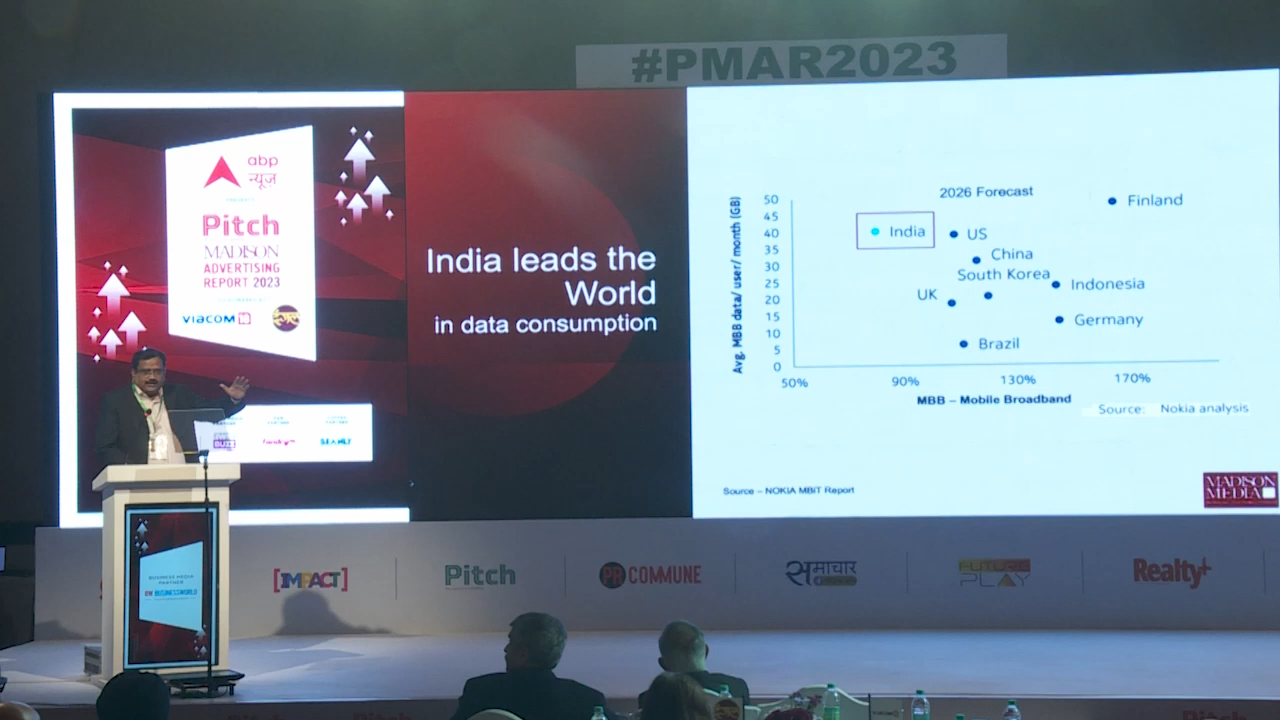 #PMAR2023
abp
न्यूज़
PRESENTS
Pitch
MADISON
ADVERTISING
REPORT 2023
VIACOM18
BUZZ
BUSINESS MEDIA
PARTNER
BW BUSINESSWORLD
India leads the
World
in data consumption
2026 Forecast
Avg. MBB data/ user/ month (GB)
50
45
40
35
30
25
20
15
10
5
0
Finland
India
US
China
South Korea
Indonesia
UK
Germany
Brazil
50%
90%
130%
170%
MBB – Mobile Broadband
Source: Nokia analysis
Source – NOKIA MBiT Report
MADISON
MEDIA
[IMPACT]
Pitch
PR COMMUNE
समाचार
FUTURE
PLAY
Realty+